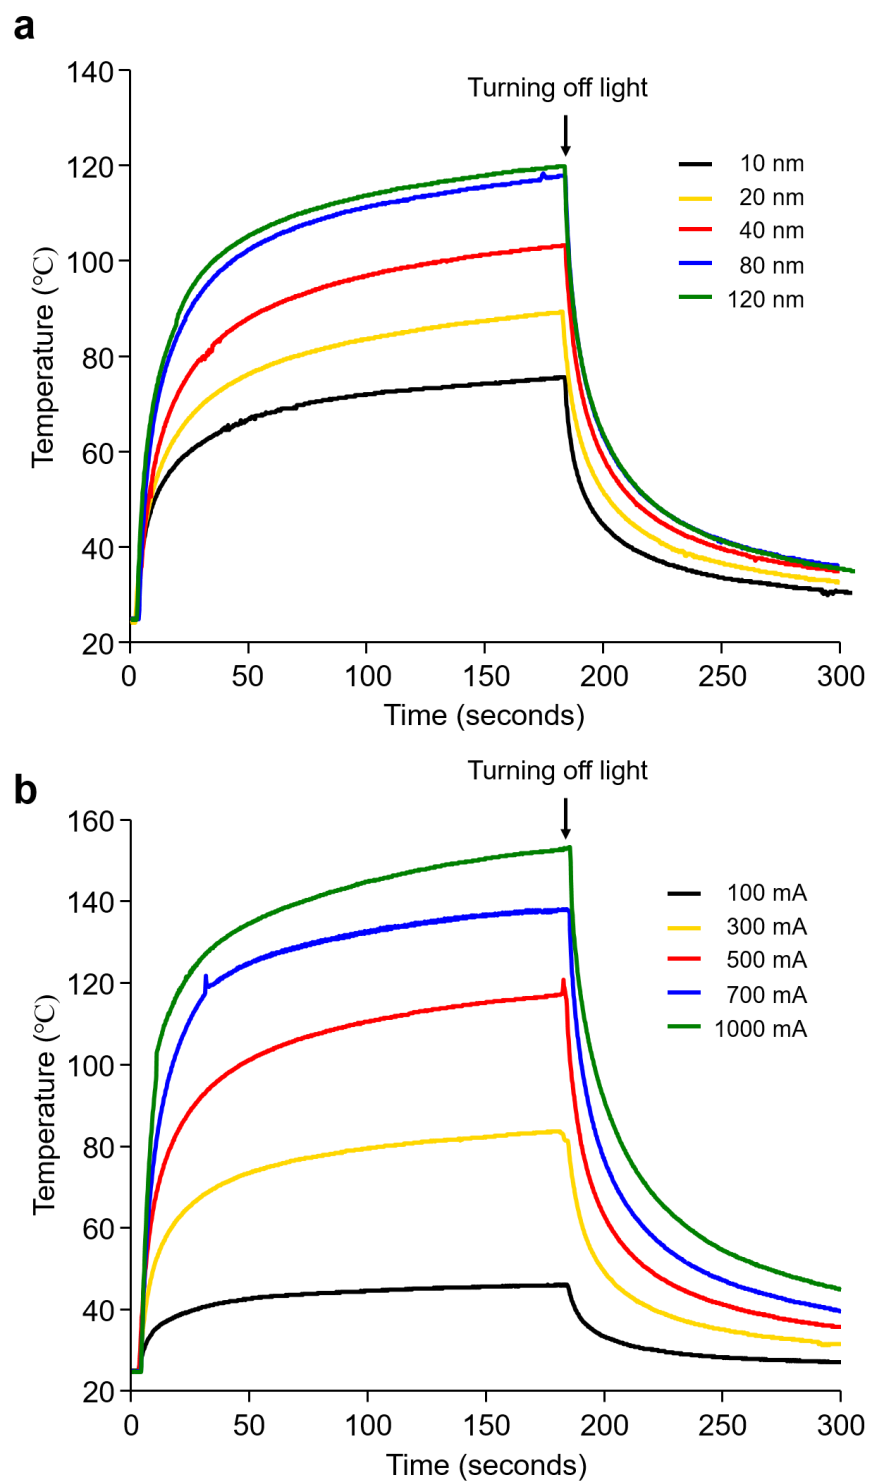 a
Turning off light
140
120
100
80
60
40
20
Temperature (℃)
10 nm
20 nm
40 nm
80 nm
120 nm
0 50 100 150 200 250 300
Time (seconds)
b
Turning off light
160
140
120
100
80
60
40
20
Temperature (℃)
100 mA
300 mA
500 mA
700 mA
1000 mA
0 50 100 150 200 250 300
Time (seconds)